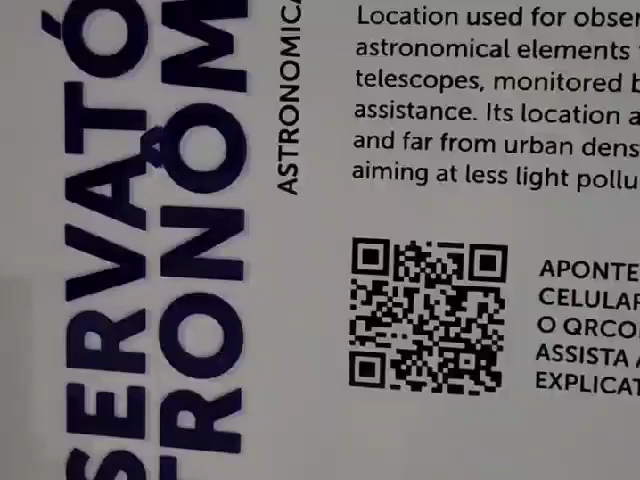 SERVATÓ
TRONÔM
ASTRONOMICA
Location used for obser
astronomical elements
telescopes, monitored b
assistance. Its location a
and far from urban dens
aiming at less light pollu
APONTE
CELULAR
O QRCO
ASSISTA A
EXPLICAT